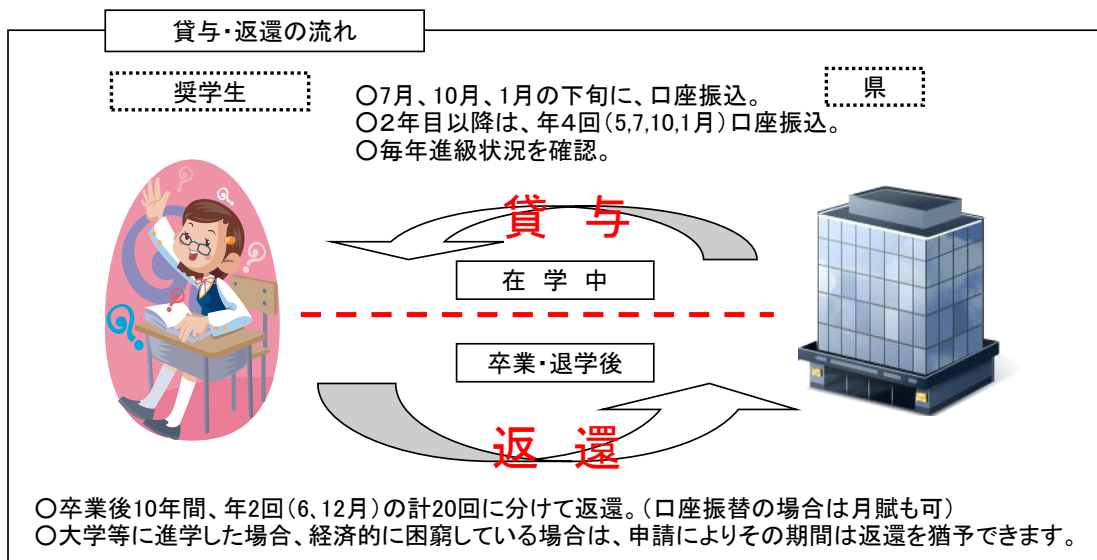 貸与・返還の流れ
奨学生
県
○7月、10月、1月の下旬に、口座振込。
○２年目以降は、年４回（5,7,10,1月）口座振込。
○毎年進級状況を確認。
貸　与
在　学　中
卒業・退学後
返　還
○卒業後10年間、年2回（6、12月）の計20回に分けて返還。（口座振替の場合は月賦も可）
○大学等に進学した場合、経済的に困窮している場合は、申請によりその期間は返還を猶予できます。